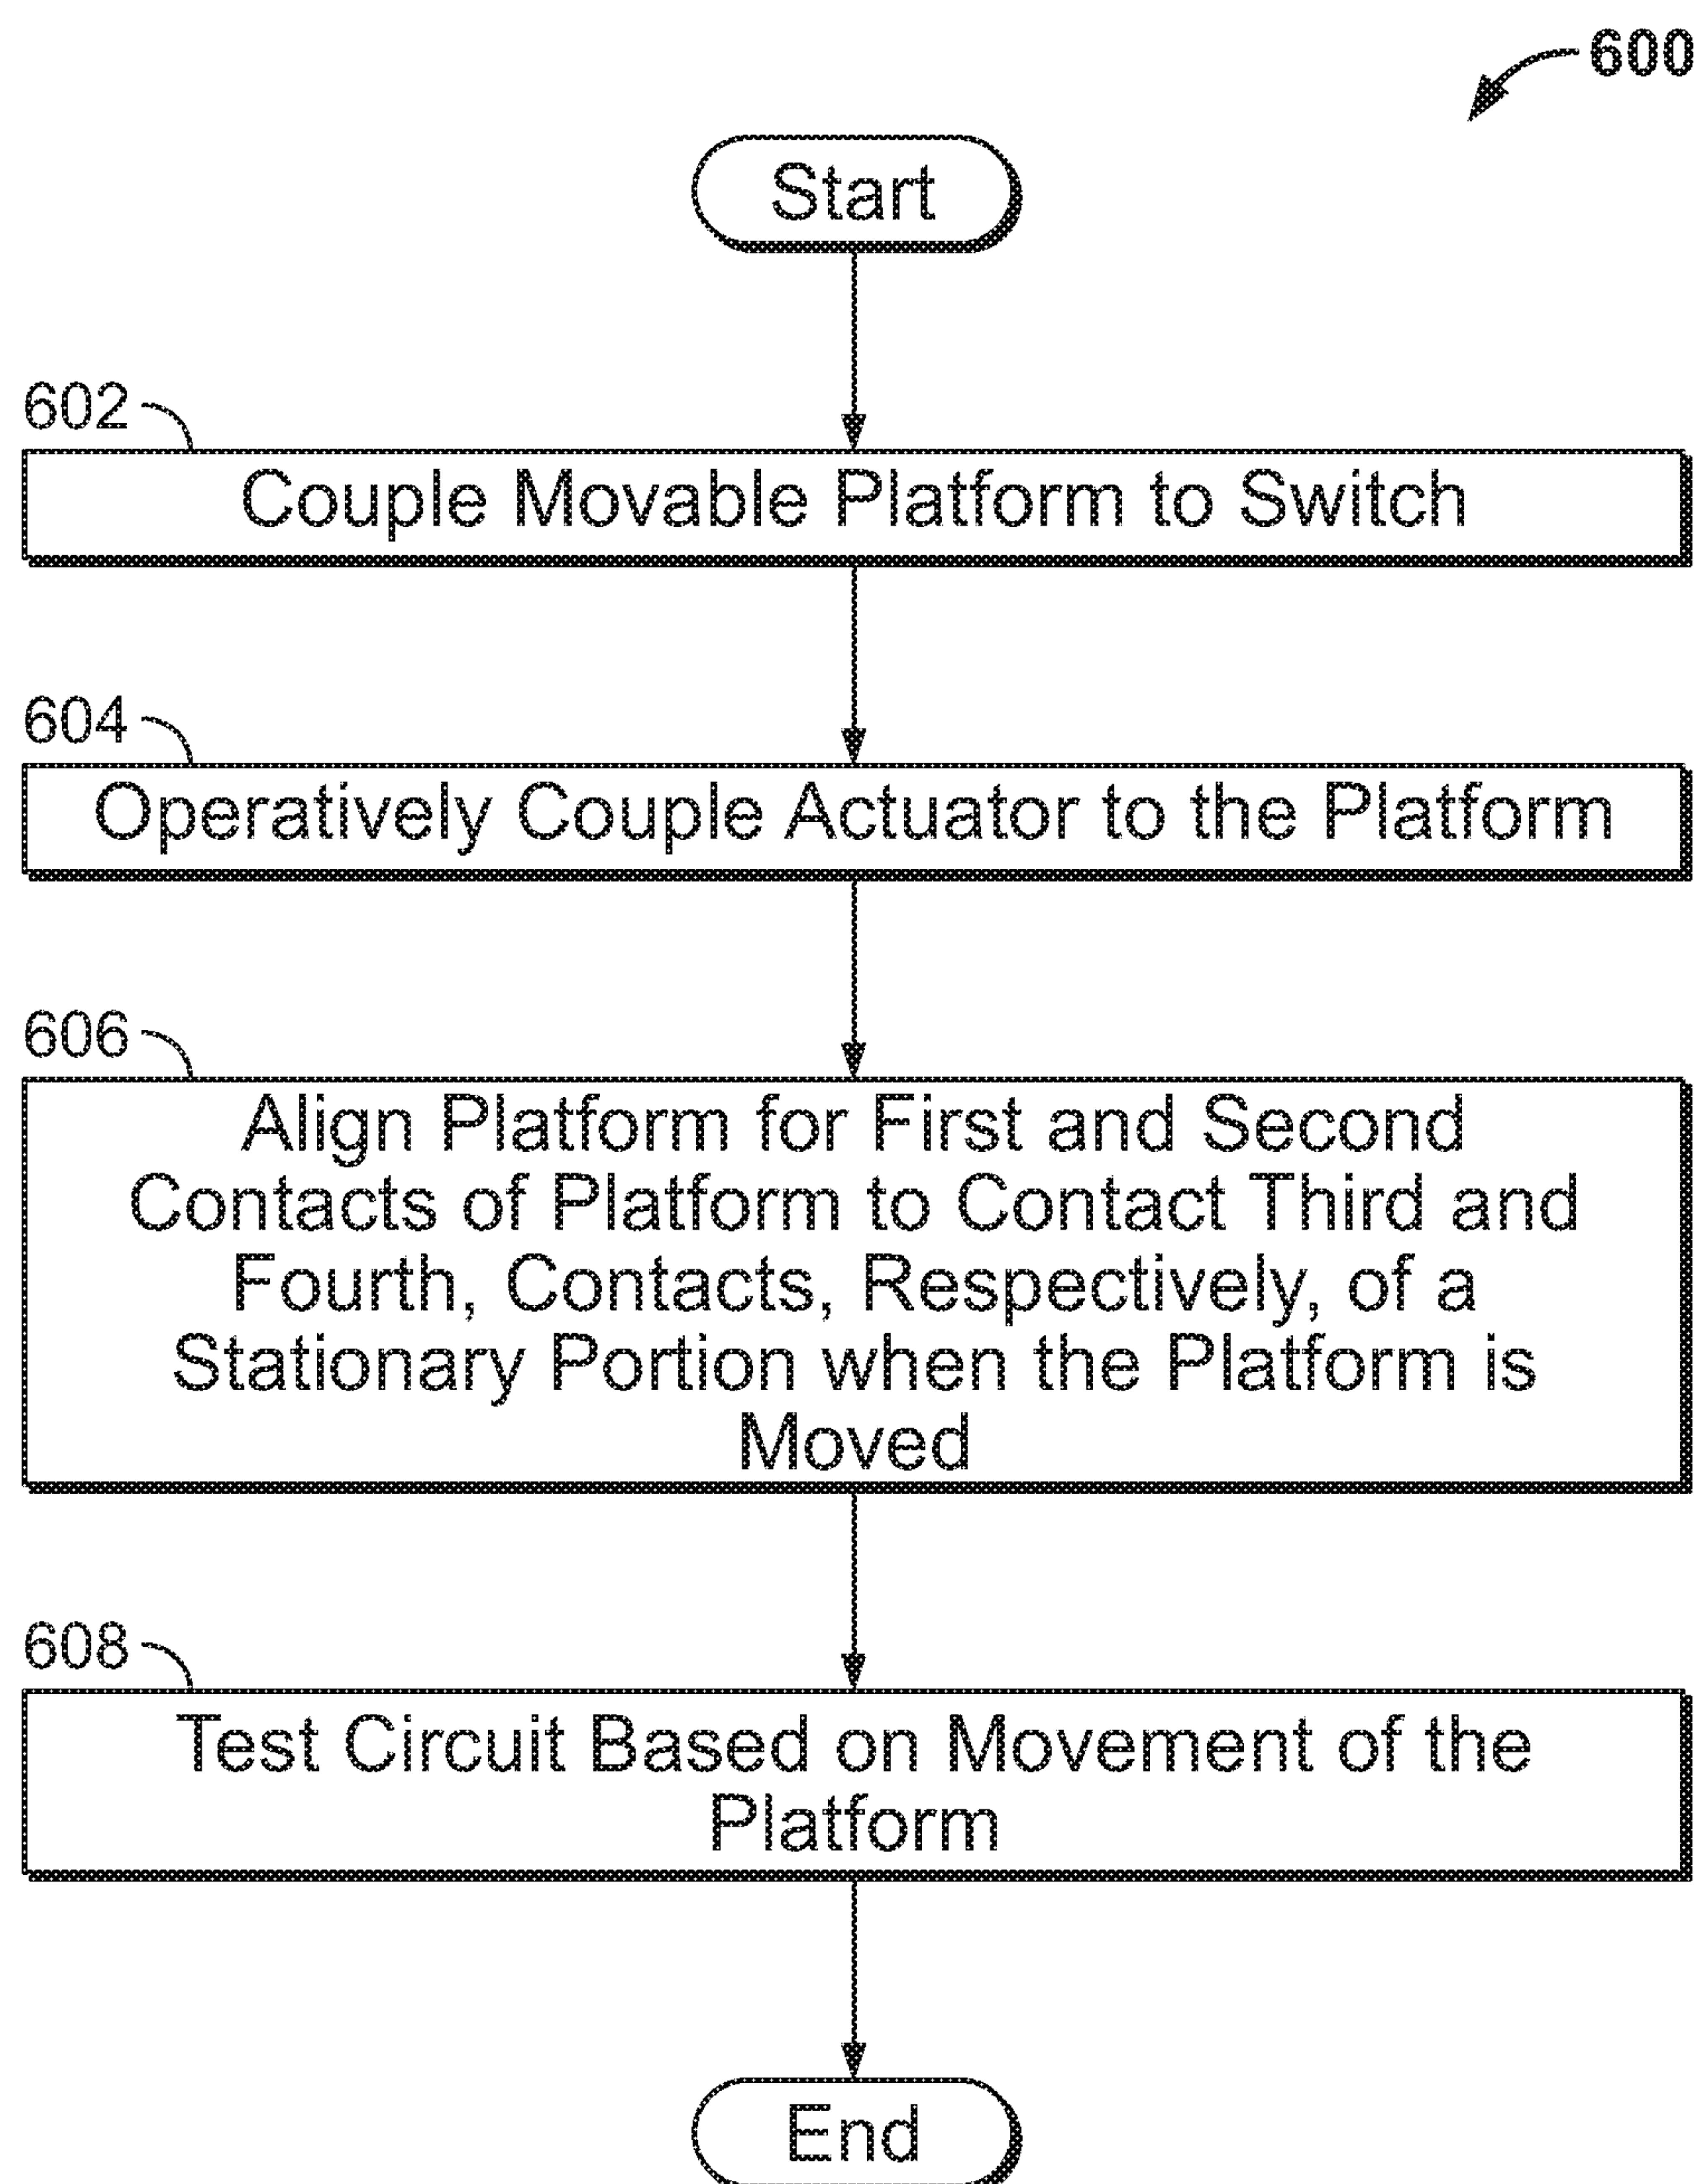 600
Start
602
Couple Movable Platform to Switch
604
Operatively Couple Actuator to the Platform
606
Align Platform for First and Second
Contacts of Platform to Contact Third and
Fourth, Contacts, Respectively, of a
Stationary Portion when the Platform is
Moved
608
Test Circuit Based on Movement of the
Platform
End